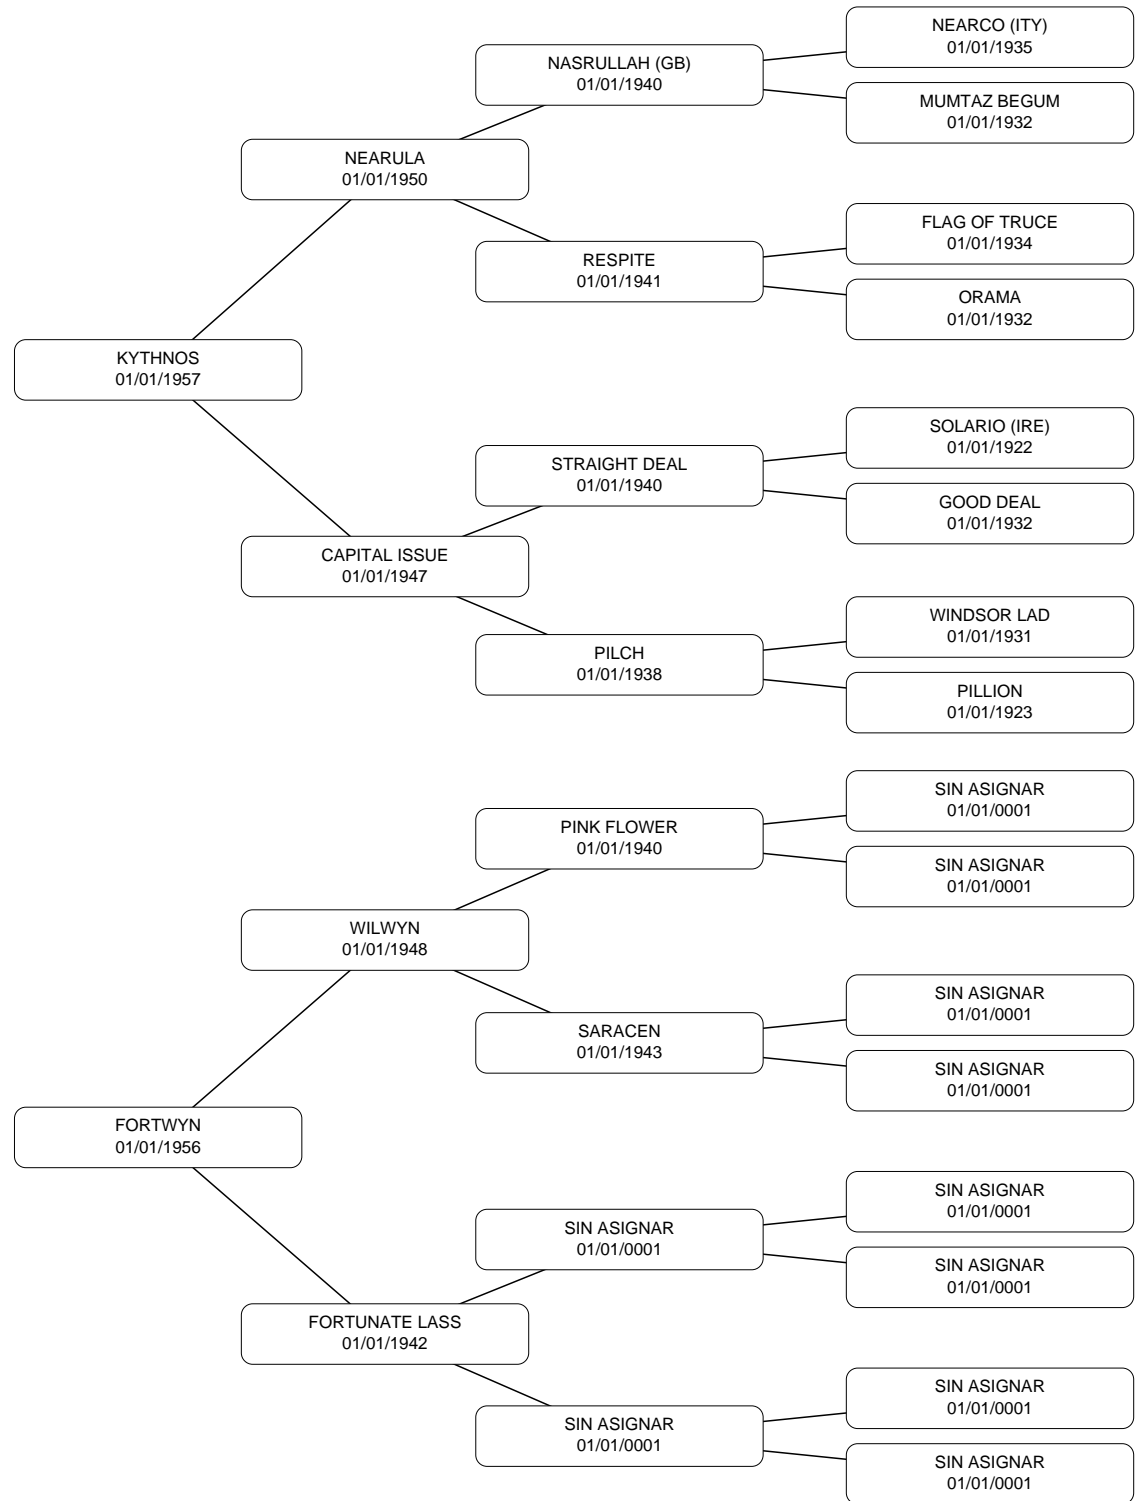 NEARCO (ITY)
01/01/1935
NASRULLAH (GB)
01/01/1940
MUMTAZ BEGUM
01/01/1932
NEARULA
01/01/1950
FLAG OF TRUCE
01/01/1934
RESPITE
01/01/1941
ORAMA
01/01/1932
KYTHNOS
01/01/1957
SOLARIO (IRE)
01/01/1922
STRAIGHT DEAL
01/01/1940
GOOD DEAL
01/01/1932
CAPITAL ISSUE
01/01/1947
WINDSOR LAD
01/01/1931
PILCH
01/01/1938
PILLION
01/01/1923
SIN ASIGNAR
01/01/0001
PINK FLOWER
01/01/1940
SIN ASIGNAR
01/01/0001
WILWYN
01/01/1948
SIN ASIGNAR
01/01/0001
SARACEN
01/01/1943
SIN ASIGNAR
01/01/0001
FORTWYN
01/01/1956
SIN ASIGNAR
01/01/0001
SIN ASIGNAR
01/01/0001
SIN ASIGNAR
01/01/0001
FORTUNATE LASS
01/01/1942
SIN ASIGNAR
01/01/0001
SIN ASIGNAR
01/01/0001
SIN ASIGNAR
01/01/0001